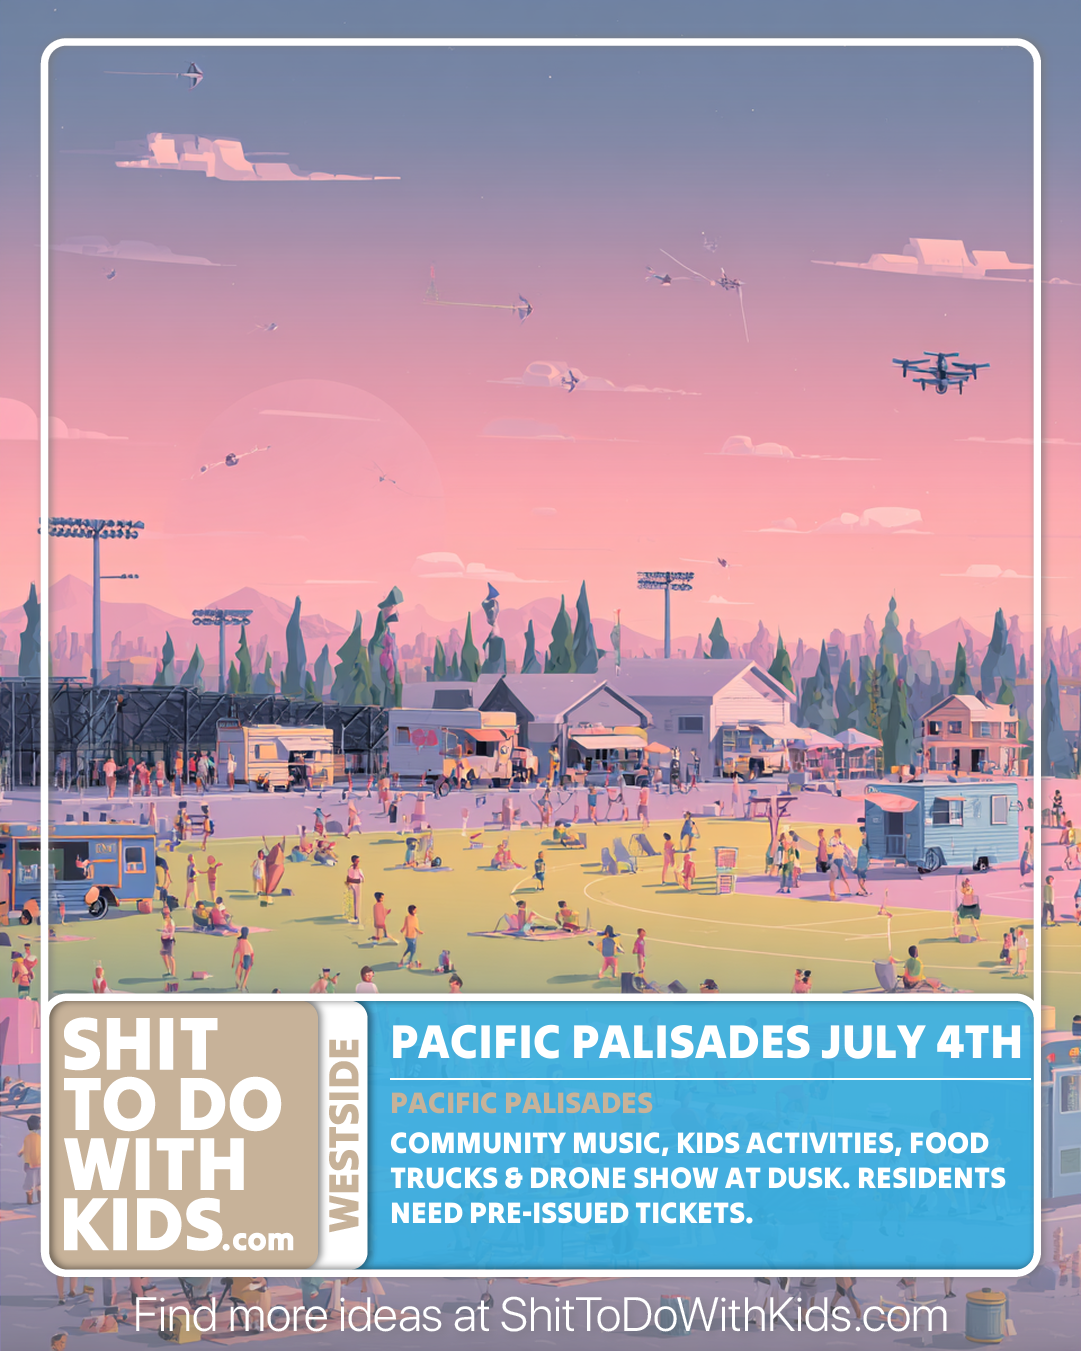 SHIT
TO DO
WITH
KIDS.com
WESTSIDE
PACIFIC PALISADES JULY 4TH
PACIFIC PALISADES
COMMUNITY MUSIC, KIDS ACTIVITIES, FOOD
TRUCKS & DRONE SHOW AT DUSK. RESIDENTS
NEED PRE-ISSUED TICKETS.
Find more ideas at ShitToDoWithKids.com